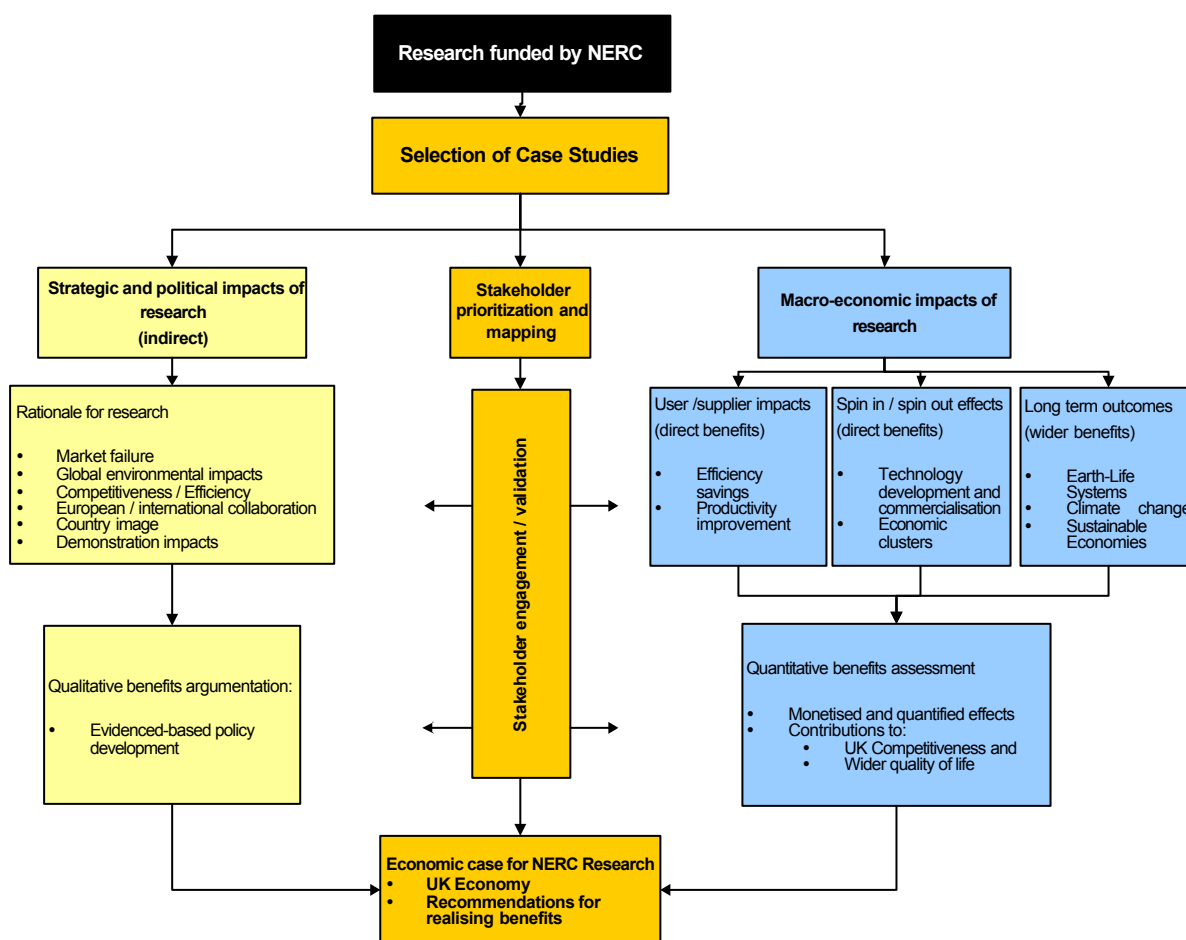 Research funded by NERC
Selection of Case Studies
Strategic and political impacts of
research
(indirect)
Stakeholder
prioritization and
mapping
Macro-economic impacts of
research
Rationale for research
• Market failure
• Global environmental impacts
• Competitiveness / Efficiency
• European / international collaboration
• Country image
• Demonstration impacts
Stakeholder engagement / validation
User /supplier impacts
(direct benefits)
• Efficiency
savings
• Productivity
improvement
Spin in / spin out effects
(direct benefits)
• Technology
development and
commercialisation
• Economic
clusters
Long term outcomes
(wider benefits)
• Earth-Life
Systems
• Climate change
• Sustainable
Economies
Qualitative benefits argumentation:
• Evidenced-based policy
development
Quantitative benefits assessment
• Monetised and quantified effects
• Contributions to:
• UK Competitiveness and
• Wider quality of life
Economic case for NERC Research
• UK Economy
• Recommendations for
realising benefits